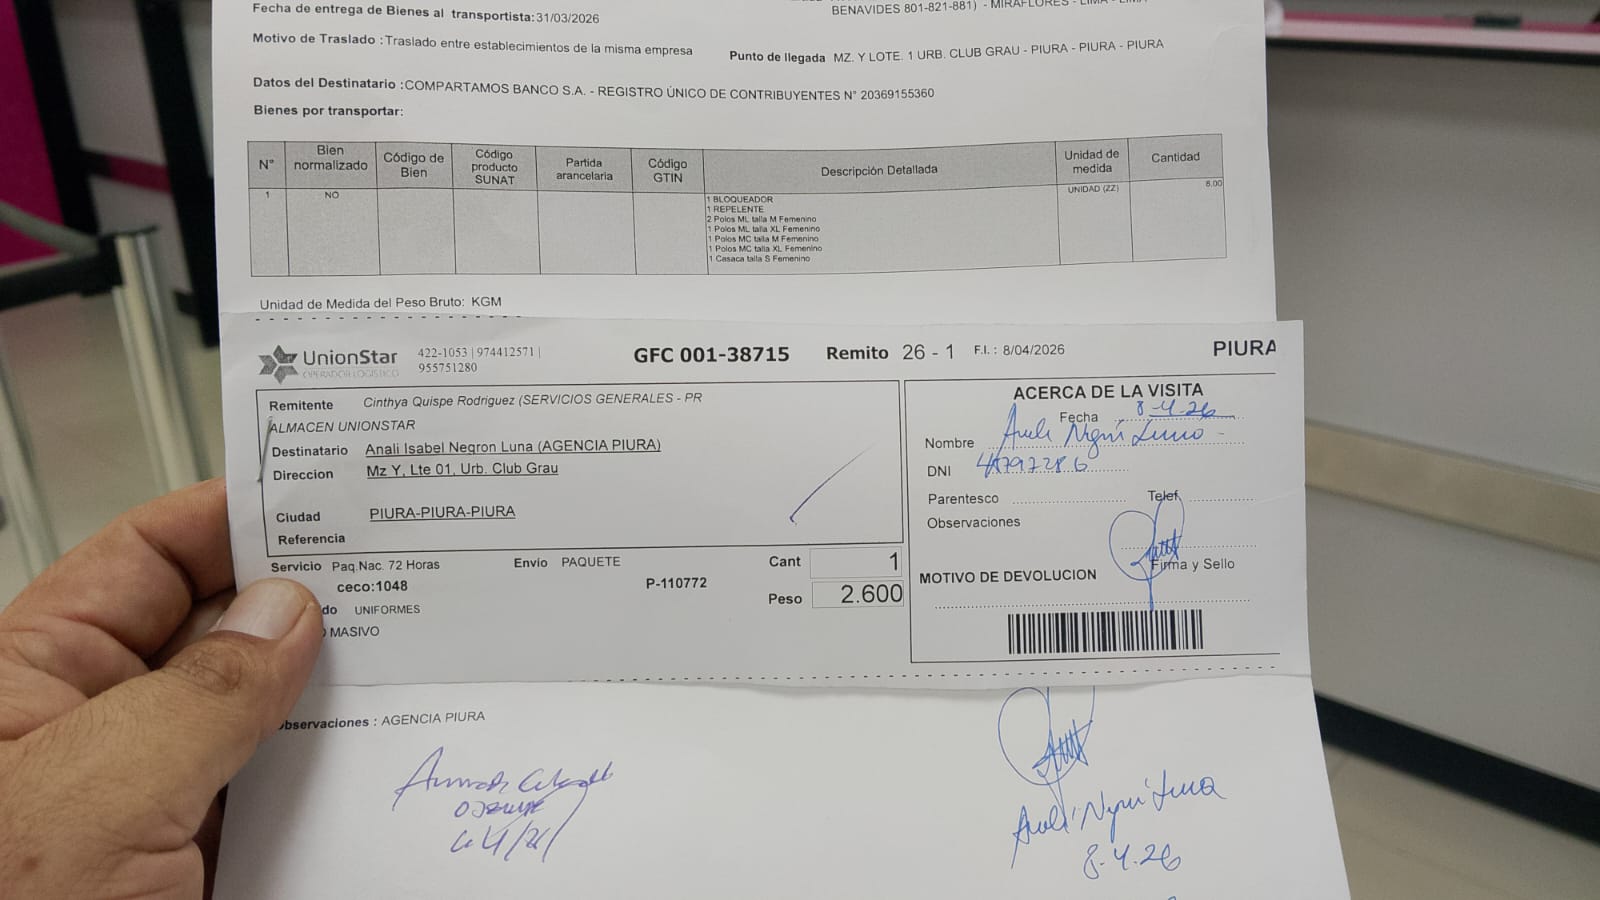 Fecha de entrega de Bienes al transportista: 31/03/2026
BENAVIDES 801-821-881) - MIRAFLORES - LIMA - LIMA
Motivo de Traslado : Traslado entre establecimientos de la misma empresa
Punto de llegada MZ. Y LOTE. 1 URB. CLUB GRAU - PIURA - PIURA - PIURA
Datos del Destinatario : COMPARTAMOS BANCO S.A. - REGISTRO ÚNICO DE CONTRIBUYENTES N° 20369155360
Bienes por transportar:
N° Bien normalizado Código de Bien Código producto SUNAT Partida arancelaria Código GTIN Descripción Detallada Unidad de medida Cantidad
1 NO 1 BLOQUEADOR UNIDAD (ZZ) 8.00
1 REPELENTE
2 Polos ML talla M Femenino
1 Polos ML talla XL Femenino
1 Polos MC talla M Femenino
1 Polos MC talla XL Femenino
1 Casaca talla S Femenino
Unidad de Medida del Peso Bruto: KGM
UnionStar
OPERADOR LOGISTICO
422-1053 | 974412571 |
955751280
GFC 001-38715 Remito 26 - 1 F.I. : 8/04/2026 PIURA
Remitente Cinthya Quispe Rodriguez (SERVICIOS GENERALES - PR
ALMACEN UNIONSTAR
Destinatario Anali Isabel Negron Luna (AGENCIA PIURA)
Direccion Mz Y, Lte 01, Urb. Club Grau
Ciudad PIURA-PIURA-PIURA
Referencia
Servicio Paq.Nac. 72 Horas Envío PAQUETE Cant 1
ceco:1048 P-110772 Peso 2.600
do UNIFORMES
MASIVO
ACERCA DE LA VISITA
Fecha 8-4-26
Nombre
DNI
Parentesco Telef.
Observaciones
Firma y Sello
MOTIVO DE DEVOLUCION
Observaciones : AGENCIA PIURA
8-4-26